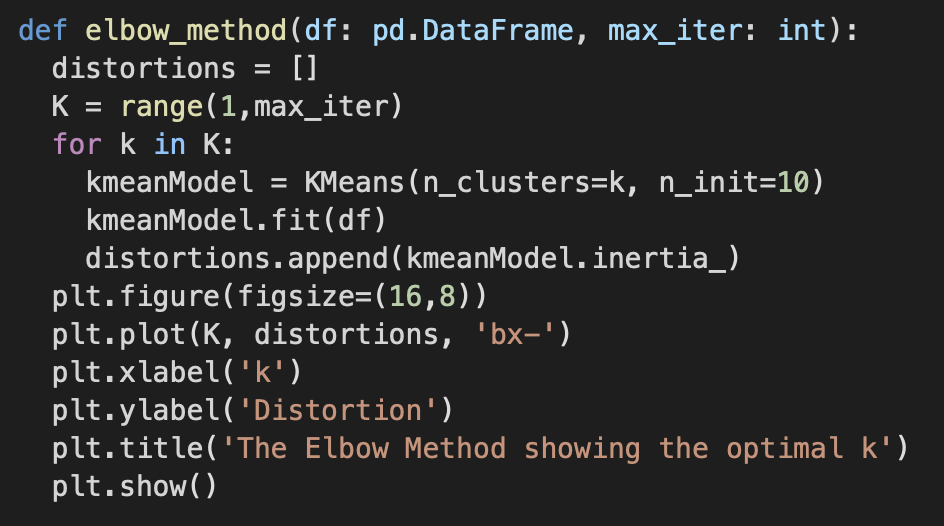 def elbow_method(df: pd.DataFrame, max_iter: int):
  distortions = []
  K = range(1,max_iter)
  for k in K:
    kmeanModel = KMeans(n_clusters=k, n_init=10)
    kmeanModel.fit(df)
    distortions.append(kmeanModel.inertia_)
  plt.figure(figsize=(16,8))
  plt.plot(K, distortions, 'bx-')
  plt.xlabel('k')
  plt.ylabel('Distortion')
  plt.title('The Elbow Method showing the optimal k')
  plt.show()